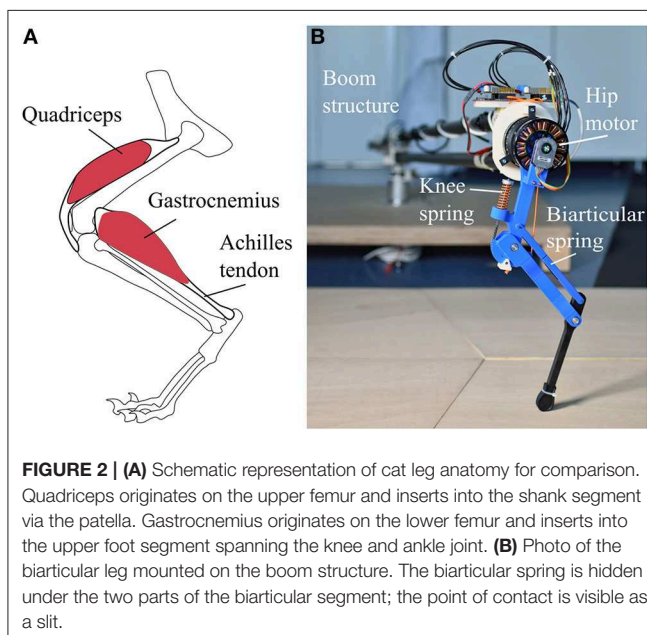 A
Quadriceps
Gastrocnemius
Achilles
tendon
B
Boom
structure
Hip
motor
Knee
spring
Biarticular
spring
FIGURE 2 | (A) Schematic representation of cat leg anatomy for comparison.
Quadriceps originates on the upper femur and inserts into the shank segment
via the patella. Gastrocnemius originates on the lower femur and inserts into
the upper foot segment spanning the knee and ankle joint. (B) Photo of the
biarticular leg mounted on the boom structure. The biarticular spring is hidden
under the two parts of the biarticular segment; the point of contact is visible as
a slit.